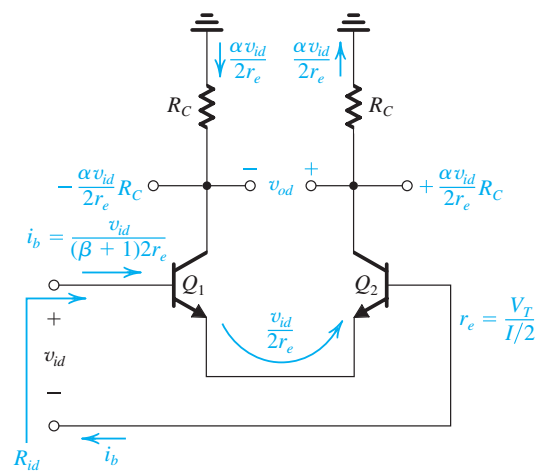 αv_id/2r_e αv_id/2r_e
R_C R_C
− v_od +
− αv_id/2r_e R_C + αv_id/2r_e R_C
i_b = v_id/(β + 1)2r_e
Q_1 Q_2
+ v_id/2r_e r_e = V_T/I/2
v_id
−
R_id i_b